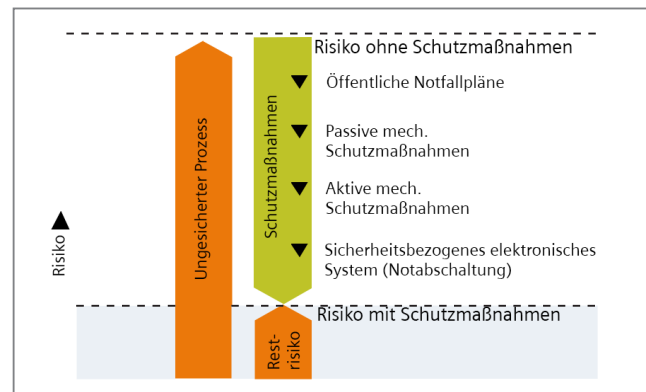 Risiko ohne Schutzmaßnahmen
Öffentliche Notfallpläne
Passive mech.
Schutzmaßnahmen
Aktive mech.
Schutzmaßnahmen
Sicherheitsbezogenes elektronisches
System (Notabschaltung)
Risiko mit Schutzmaßnahmen
Risiko
Ungesicherter Prozess
Schutzmaßnahmen
Rest-
risiko